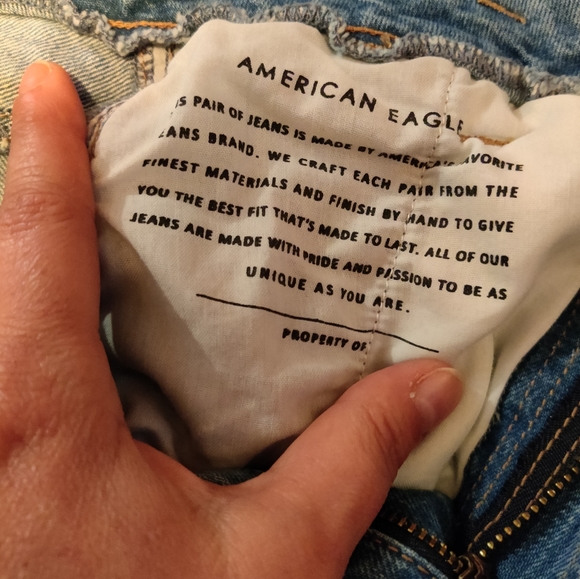 AMERICAN EAGLE
IS PAIR OF JEANS IS MADE BY AMERICA'S FAVORITE
JEANS BRAND. WE CRAFT EACH PAIR FROM THE
FINEST MATERIALS AND FINISH BY HAND TO GIVE
YOU THE BEST FIT THAT'S MADE TO LAST. ALL OF OUR
JEANS ARE MADE WITH PRIDE AND PASSION TO BE AS
UNIQUE AS YOU ARE.
PROPERTY OF